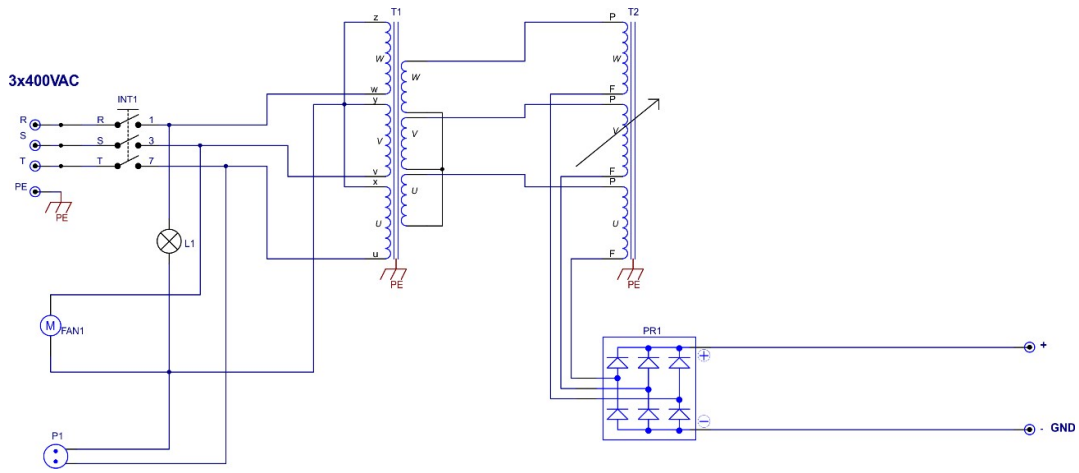 3x400VAC
INT1
R R 1
S S 3
T T 7
PE
PE
L1
M FAN1
P1
T1
z
W
w
y
V
v
x
U
u
W
V
U
PE
T2
P
W
F
P
V
F
P
U
F
PE
PR1
+
-
+
- GND